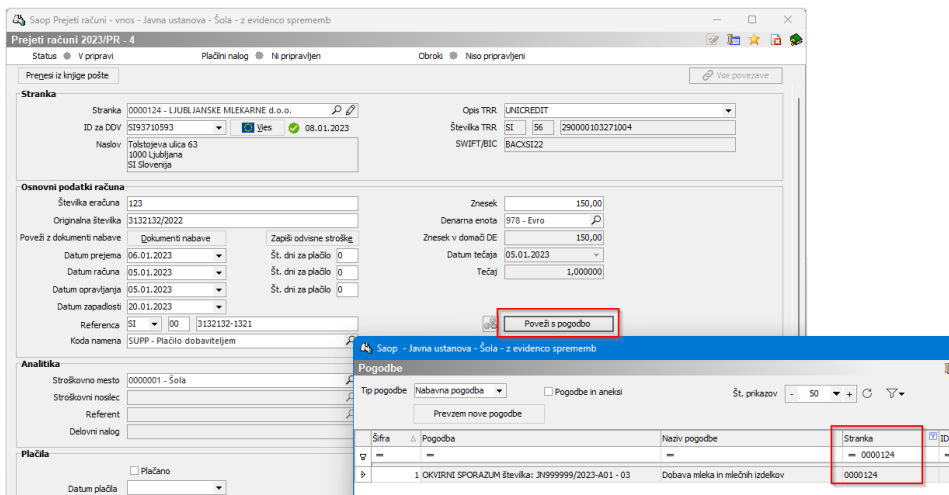 Saop Prejeti računi - vnos - Javna ustanova - Šola - z evidenco sprememb
Prejeti računi 2023/PR - 4
Status V pripravi Plačilni nalog Ni pripravljen Obroki Niso pripravljeni
Prenesi iz knjige pošte Vse povezave
Stranka
Stranka 0000124 - LJUBLJANSKE MLEKARNE d.o.o. Opis TRR UNICREDIT
ID za DDV SI93710593 Vies 08.01.2023 Številka TRR SI 56 290000103271004
Naslov Tolstojeva ulica 63 SWIFT/BIC BACXSI22
1000 Ljubljana
SI Slovenija
Osnovni podatki računa
Številka eračuna 123 Znesek 150,00
Originalna številka 3132132/2022 Denarna enota 978 - Evro
Poveži z dokumenti nabave Dokumenti nabave Zapiši odvisne stroške Znesek v domači DE 150,00
Datum prejema 06.01.2023 Št. dni za plačilo 0 Datum tečaja 05.01.2023
Datum računa 05.01.2023 Št. dni za plačilo 0 Tečaj 1,000000
Datum opravljanja 05.01.2023 Št. dni za plačilo 0
Datum zapadlosti 20.01.2023
Referenca SI 00 3132132-1321 Poveži s pogodbo
Koda namena SUPP - Plačilo dobaviteljem
Analitika
Stroškovno mesto 0000001 - Šola
Stroškovni nosilec
Referent
Delovni nalog
Plačila
Plačano
Datum plačila
Saop - Javna ustanova - Šola - z evidenco sprememb
Pogodbe
Tip pogodbe Nabavna pogodba Pogodbe in aneksi Št. prikazov - 50 +
Prevzem nove pogodbe
Šifra Pogodba Naziv pogodbe Stranka ID
= = = = 0000124 =
1 OKVIRNI SPORAZUM številka: JN999999/2023-A01 - 03 Dobava mleka in mlečnih izdelkov 0000124